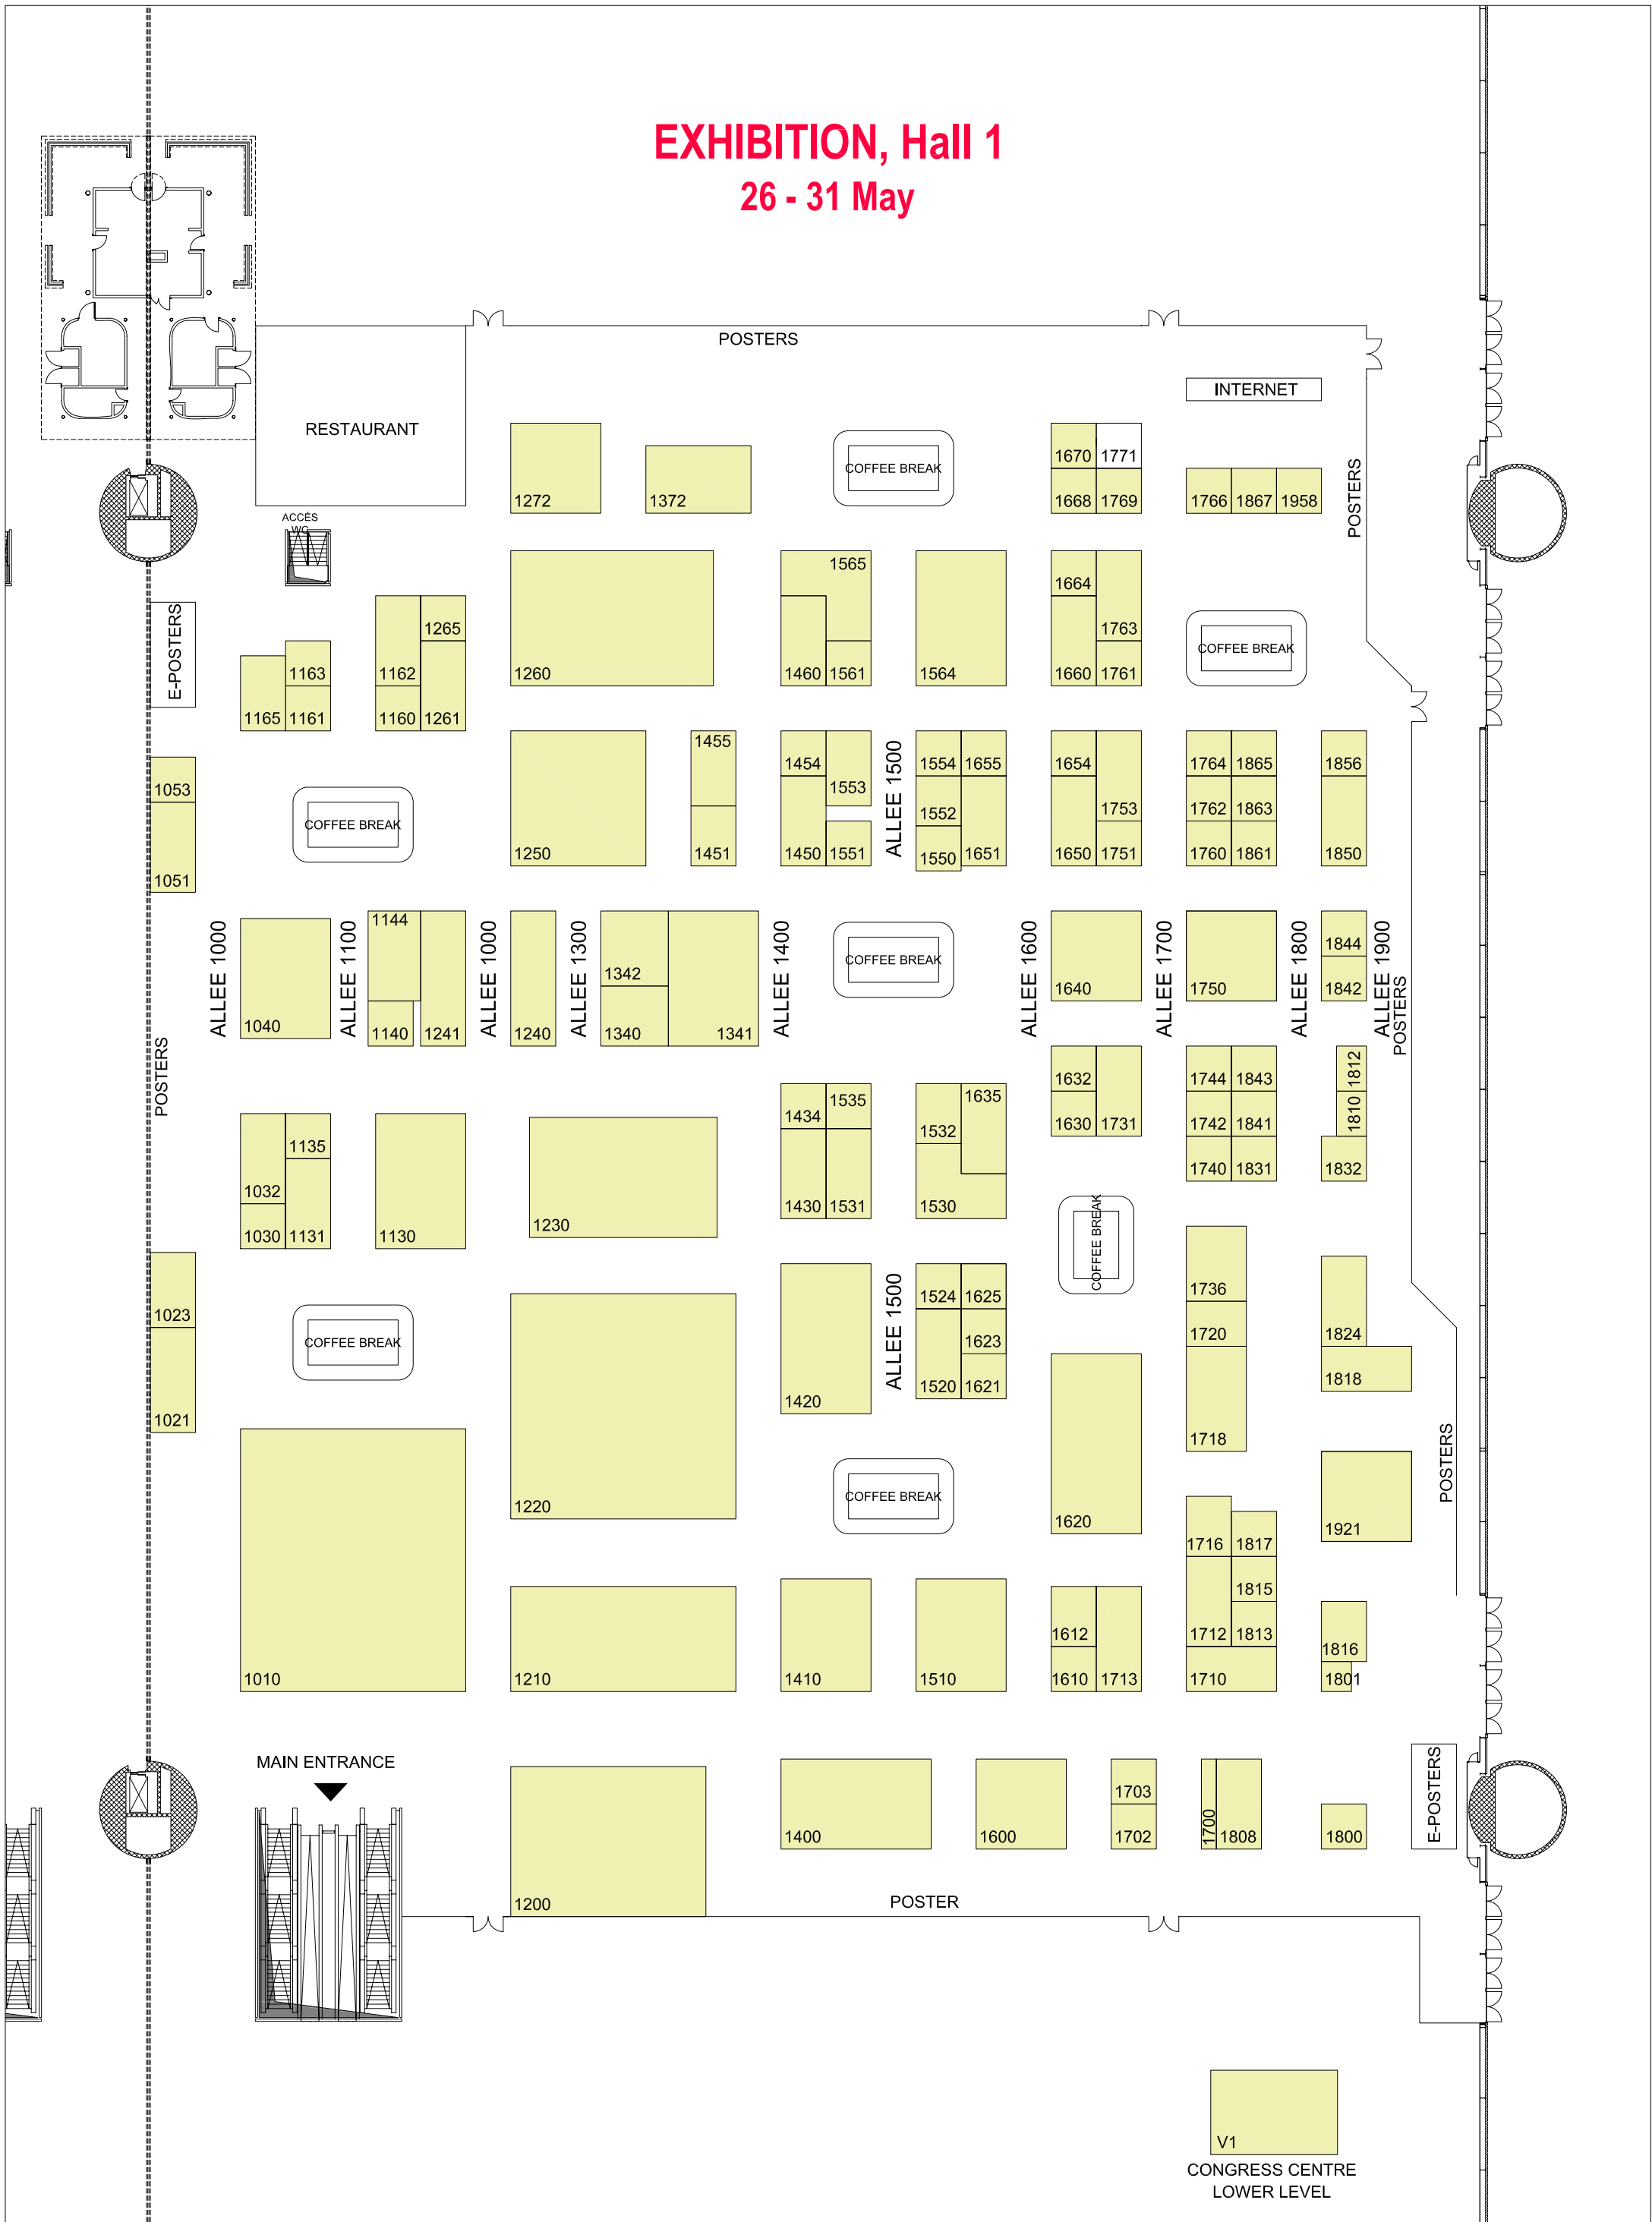 EXHIBITION, Hall 1
26 - 31 May
POSTERS
INTERNET
RESTAURANT
COFFEE BREAK
1670 1771
1668 1769
1766 1867 1958
1272
1372
POSTERS
ACCÈS
WC
1565
1664
1265
1763
COFFEE BREAK
E-POSTERS
1163
1162
1260
1460 1561
1564
1660 1761
1165 1161
1160 1261
1455
1454
1553
ALLEE 1500
1554 1655
1654
1764 1865
1856
1053
1552
1753
1762 1863
COFFEE BREAK
1051
1250
1451
1450 1551
1550 1651
1650 1751
1760 1861
1850
ALLEE 1000
1040
ALLEE 1100
1144
1140 1241
ALLEE 1000
1240
ALLEE 1300
1342
1340
1341
ALLEE 1400
COFFEE BREAK
ALLEE 1600
1640
ALLEE 1700
1750
ALLEE 1800
1844
1842
ALLEE 1900
POSTERS
POSTERS
1632
1630 1731
1744 1843
1742 1841
1740 1831
1812
1810
1832
1434 1535
1430 1531
1635
1532
1530
1135
1032
1030 1131
1130
1230
COFFEE BREAK
1023
1021
COFFEE BREAK
1220
1420
ALLEE 1500
1524 1625
1623
1520 1621
1736
1720
1718
1824
1818
POSTERS
1620
COFFEE BREAK
1921
1716 1817
1815
1712 1813
1710
1816
1801
1010
1210
1410
1510
1612
1610 1713
MAIN ENTRANCE
1200
1400
1600
1703
1702
1700
1808
1800
E-POSTERS
POSTER
V1
CONGRESS CENTRE
LOWER LEVEL